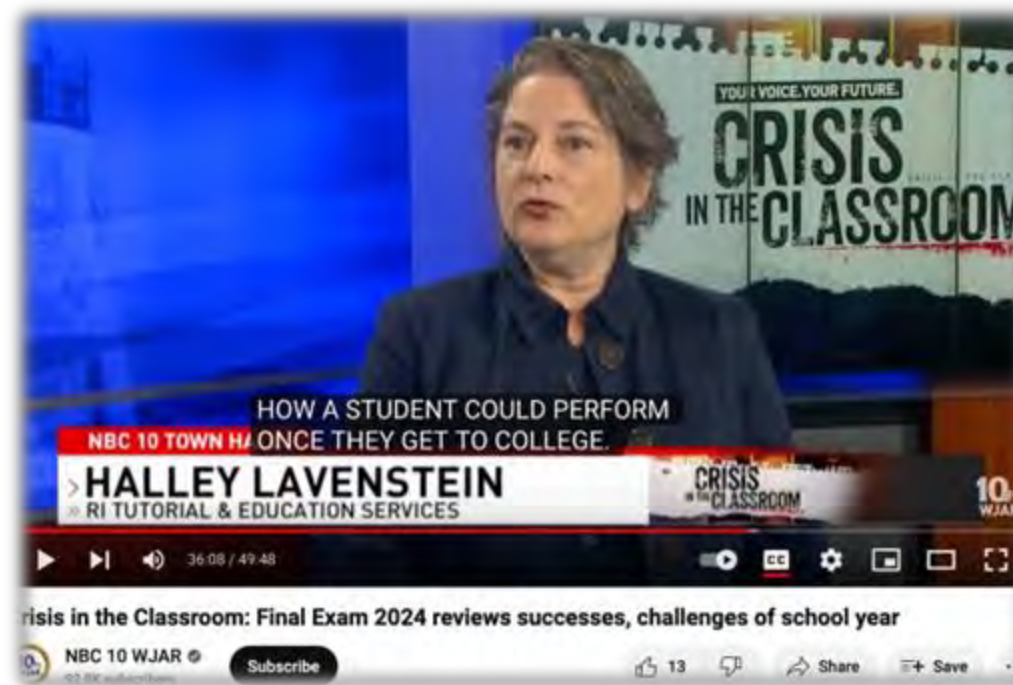 YOUR VOICE. YOUR FUTURE.
CRISIS
IN THE CLASSROOM
HOW A STUDENT COULD PERFORM
ONCE THEY GET TO COLLEGE.
NBC 10 TOWN HA
HALLEY LAVENSTEIN
RI TUTORIAL & EDUCATION SERVICES
CRISIS
IN THE CLASSROOM
10
WJAR
36:08 / 49:48
CC
risis in the Classroom: Final Exam 2024 reviews successes, challenges of school year
NBC 10 WJAR
Subscribe
13
Share
Save